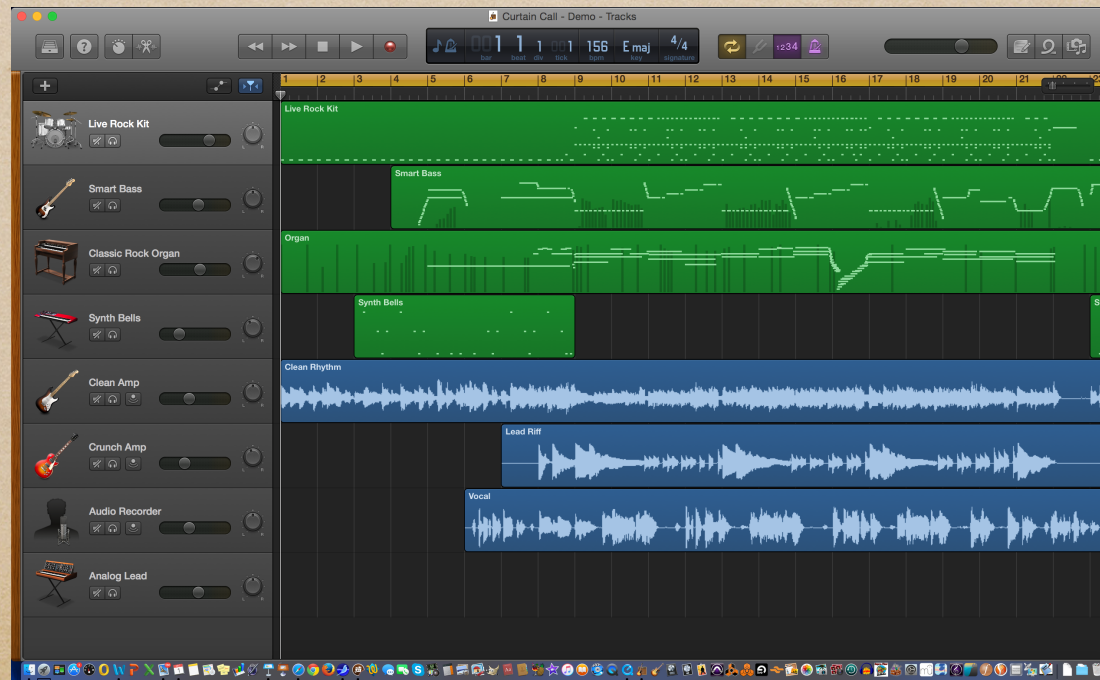 Curtain Call - Demo - Tracks
001 1 1 001 156 E maj 4/4
bar beat div tick bpm key signature
1234
1 2 3 4 5 6 7 8 9 10 11 12 13 14 15 16 17 18 19 20 21
Live Rock Kit
Live Rock Kit
Smart Bass
Smart Bass
Classic Rock Organ
Organ
Synth Bells
Synth Bells
S
Clean Amp
Clean Rhythm
Crunch Amp
Lead Riff
Audio Recorder
Vocal
Analog Lead